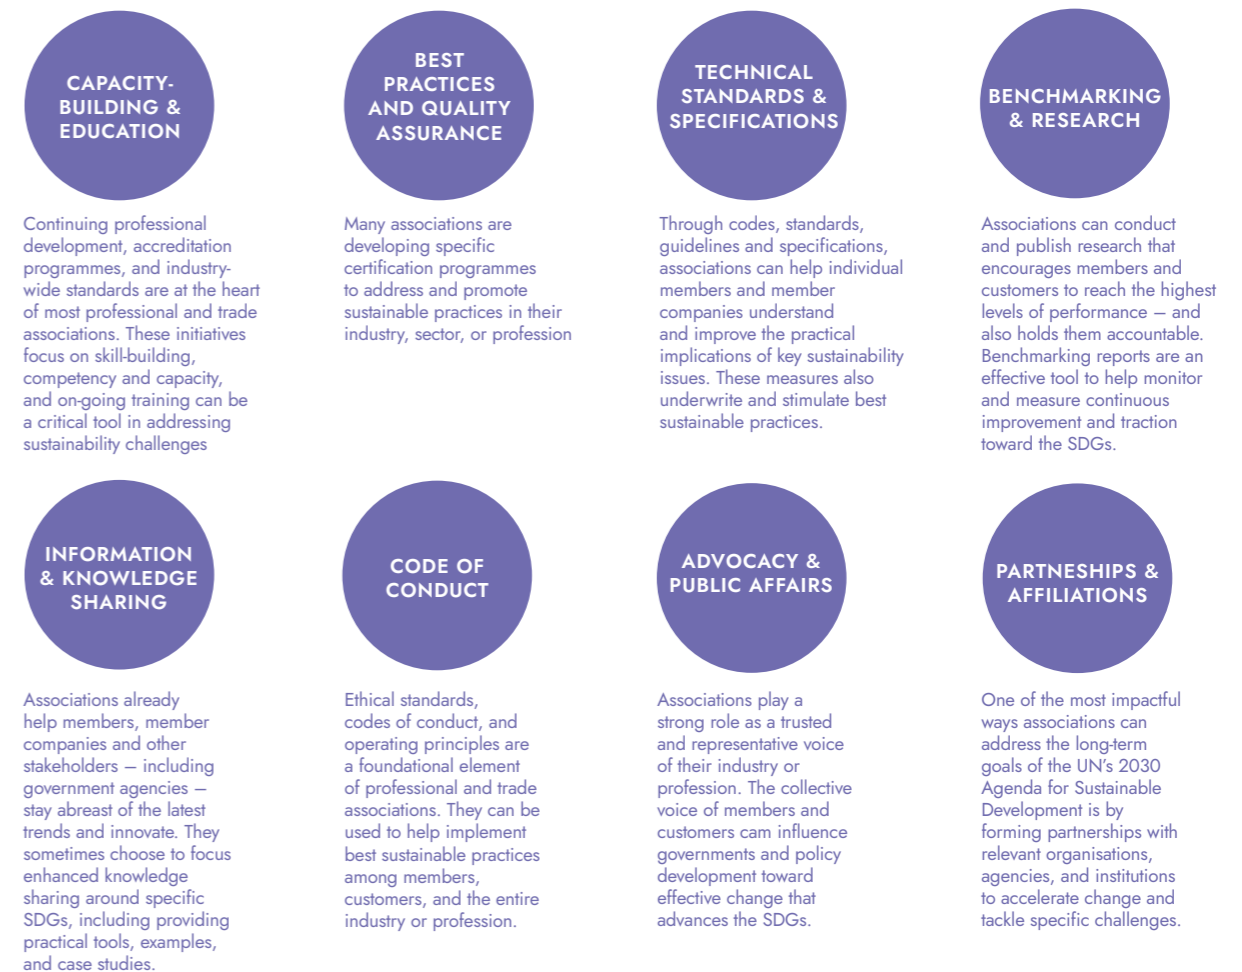 CAPACITY-
BUILDING &
EDUCATION
Continuing professional
development, accreditation
programmes, and industry-
wide standards are at the heart
of most professional and trade
associations. These initiatives
focus on skill-building,
competency and capacity,
and on-going training can be
a critical tool in addressing
sustainability challenges
BEST
PRACTICES
AND QUALITY
ASSURANCE
Many associations are
developing specific
certification programmes
to address and promote
sustainable practices in their
industry, sector, or profession
TECHNICAL
STANDARDS &
SPECIFICATIONS
Through codes, standards,
guidelines and specifications,
associations can help individual
members and member
companies understand
and improve the practical
implications of key sustainability
issues. These measures also
underwrite and stimulate best
sustainable practices.
BENCHMARKING
& RESEARCH
Associations can conduct
and publish research that
encourages members and
customers to reach the highest
levels of performance – and
also holds them accountable.
Benchmarking reports are an
effective tool to help monitor
and measure continuous
improvement and traction
toward the SDGs.
INFORMATION
& KNOWLEDGE
SHARING
Associations already
help members, member
companies and other
stakeholders – including
government agencies –
stay abreast of the latest
trends and innovate. They
sometimes choose to focus
enhanced knowledge
sharing around specific
SDGs, including providing
practical tools, examples,
and case studies.
CODE OF
CONDUCT
Ethical standards,
codes of conduct, and
operating principles are
a foundational element
of professional and trade
associations. They can be
used to help implement
best sustainable practices
among members,
customers, and the entire
industry or profession.
ADVOCACY &
PUBLIC AFFAIRS
Associations play a
strong role as a trusted
and representative voice
of their industry or
profession. The collective
voice of members and
customers cam influence
governments and policy
development toward
effective change that
advances the SDGs.
PARTNESHIPS &
AFFILIATIONS
One of the most impactful
ways associations can
address the long-term
goals of the UN's 2030
Agenda for Sustainable
Development is by
forming partnerships with
relevant organisations,
agencies, and institutions
to accelerate change and
tackle specific challenges.